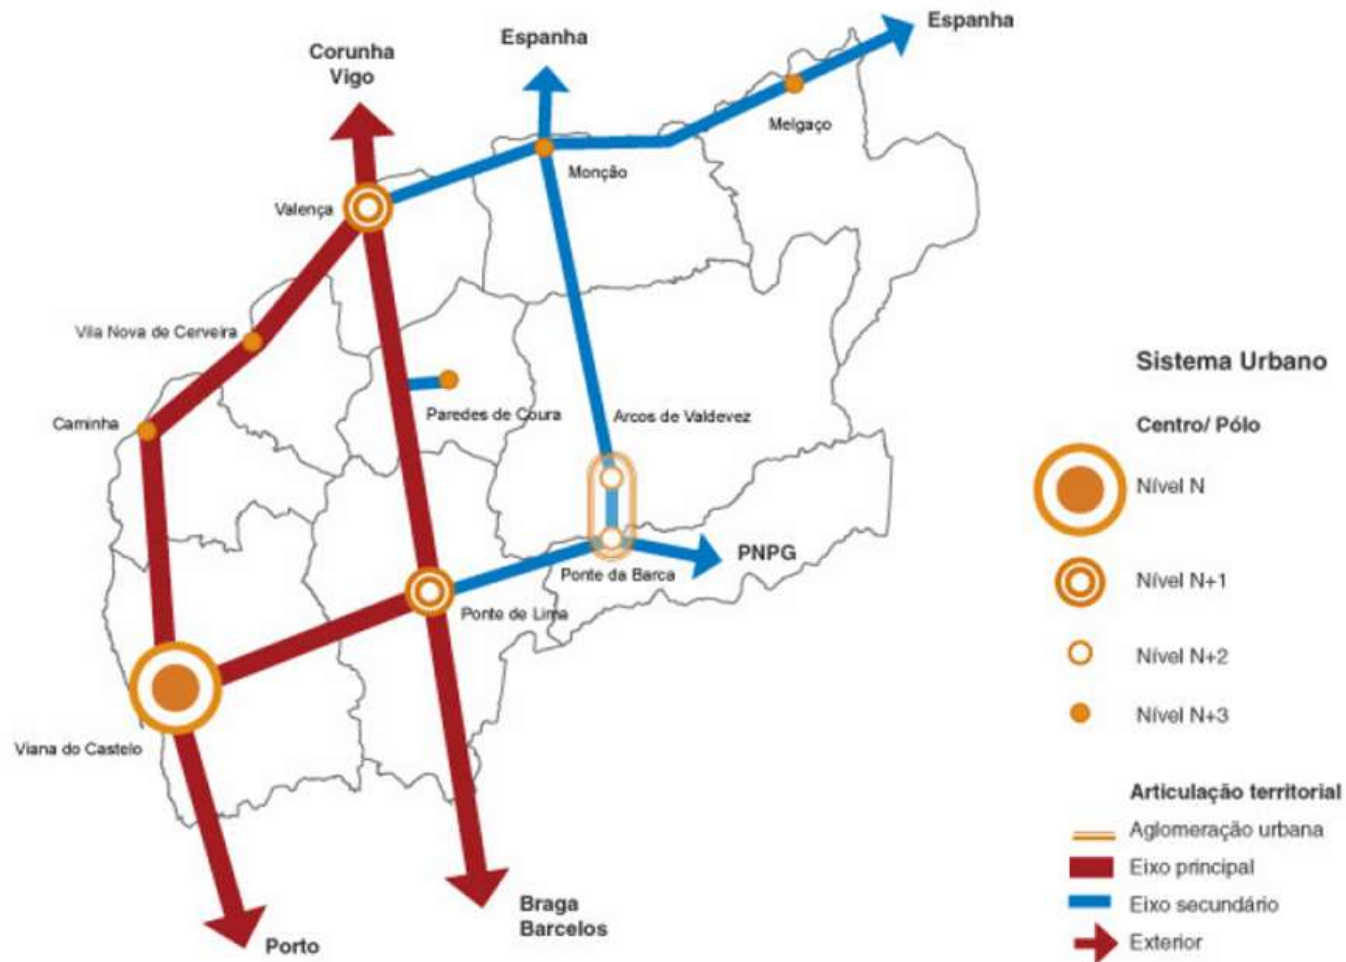 Espanha
Espanha
Corunha
Vigo
Melgaço
Monção
Valença
Vila Nova de Cerveira
Paredes de Coura
Arcos de Valdevez
Caminha
PNPG
Ponte da Barca
Ponte de Lima
Viana do Castelo
Braga
Barcelos
Porto
Sistema Urbano
Centro/ Pólo
Nível N
Nível N+1
Nível N+2
Nível N+3
Articulação territorial
Aglomeração urbana
Eixo principal
Eixo secundário
Exterior